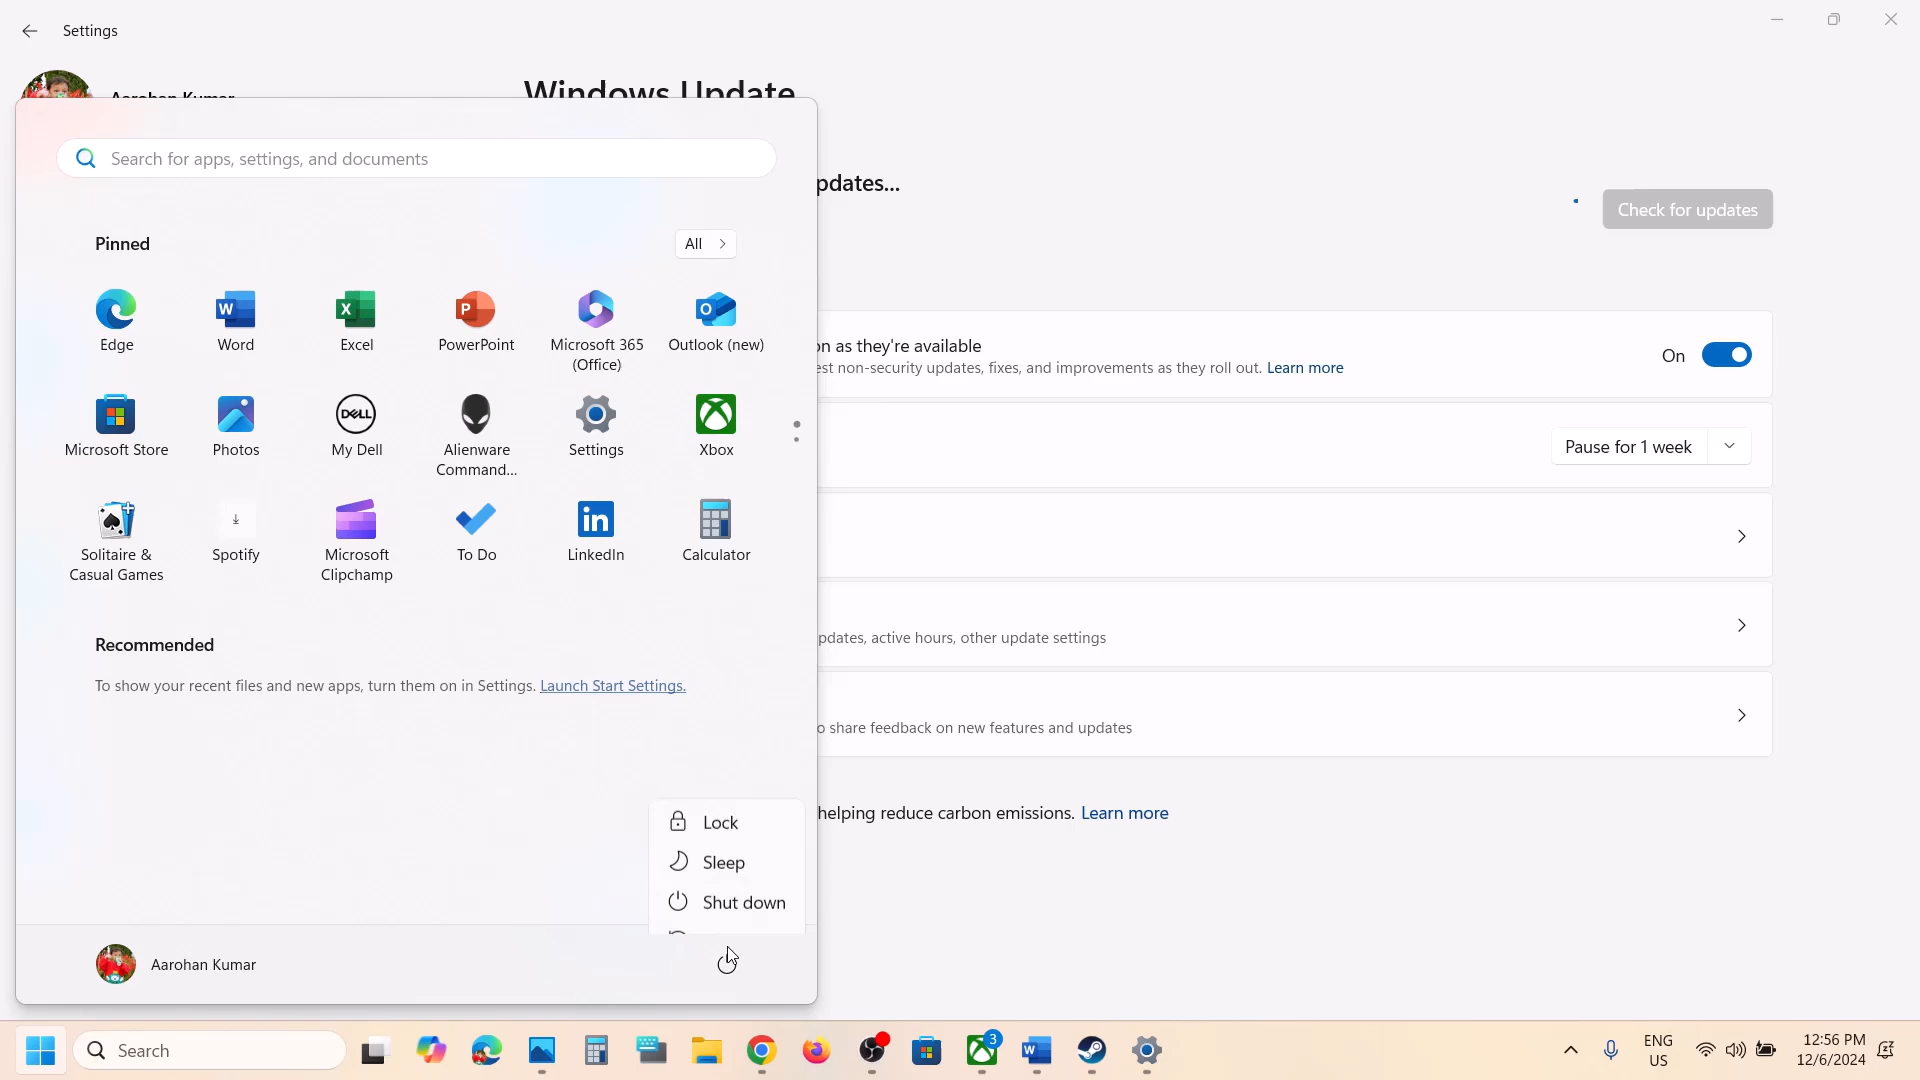 Settings
Aarohan Kumar
Windows Update
Search for apps, settings, and documents
pdates...
Check for updates
Pinned
All
Edge
Word
Excel
PowerPoint
Microsoft 365
(Office)
Outlook (new)
on as they're available
est non-security updates, fixes, and improvements as they roll out. Learn more
On
Microsoft Store
Photos
DELL
My Dell
Alienware
Command...
Settings
Xbox
Pause for 1 week
Solitaire &
Casual Games
Spotify
Microsoft
Clipchamp
To Do
LinkedIn
Calculator
Recommended
To show your recent files and new apps, turn them on in Settings. Launch Start Settings.
pdates, active hours, other update settings
o share feedback on new features and updates
helping reduce carbon emissions. Learn more
Lock
Sleep
Shut down
Aarohan Kumar
Search
3
ENG
US
12:56 PM
12/6/2024